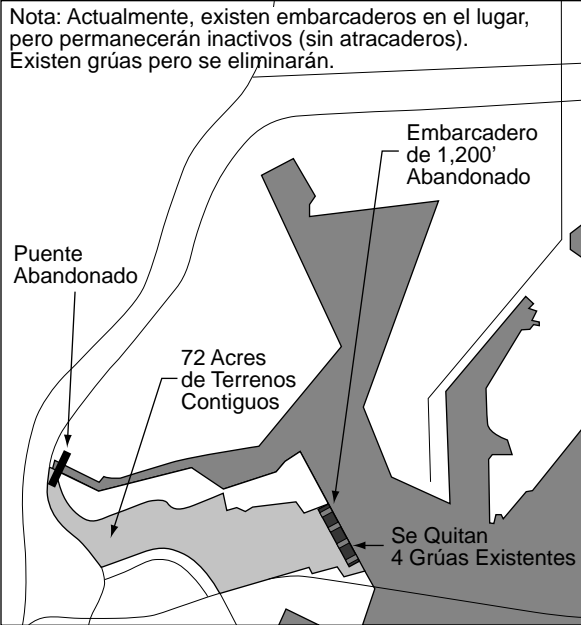 Nota: Actualmente, existen embarcaderos en el lugar,
pero permanecerán inactivos (sin atracaderos).
Existen grúas pero se eliminarán.
Embarcadero
de 1,200’
Abandonado
Puente
Abandonado
72 Acres
de Terrenos
Contiguos
Se Quitan
4 Grúas Existentes